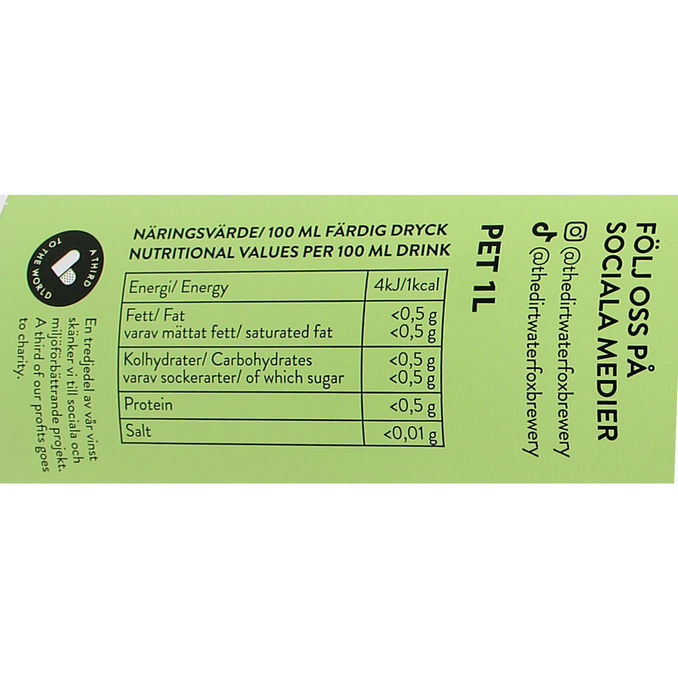 A THIRD
TO THE WORLD
En tredjedel av vår vinst
skänker vi till sociala och
miljöförbättrande projekt.
A third of our profits goes
to charity.
NÄRINGSVÄRDE/ 100 ML FÄRDIG DRYCK
NUTRITIONAL VALUES PER 100 ML DRINK
Energi/ Energy 4kJ/1kcal
Fett/ Fat <0,5 g
varav mättat fett/ saturated fat <0,5 g
Kolhydrater/ Carbohydrates <0,5 g
varav sockerarter/ of which sugar <0,5 g
Protein <0,5 g
Salt <0,01 g
PET 1L
FÖLJ OSS PÅ
SOCIALA MEDIER
@thedirtwaterfoxbrewery
@thedirtwaterfoxbrewery